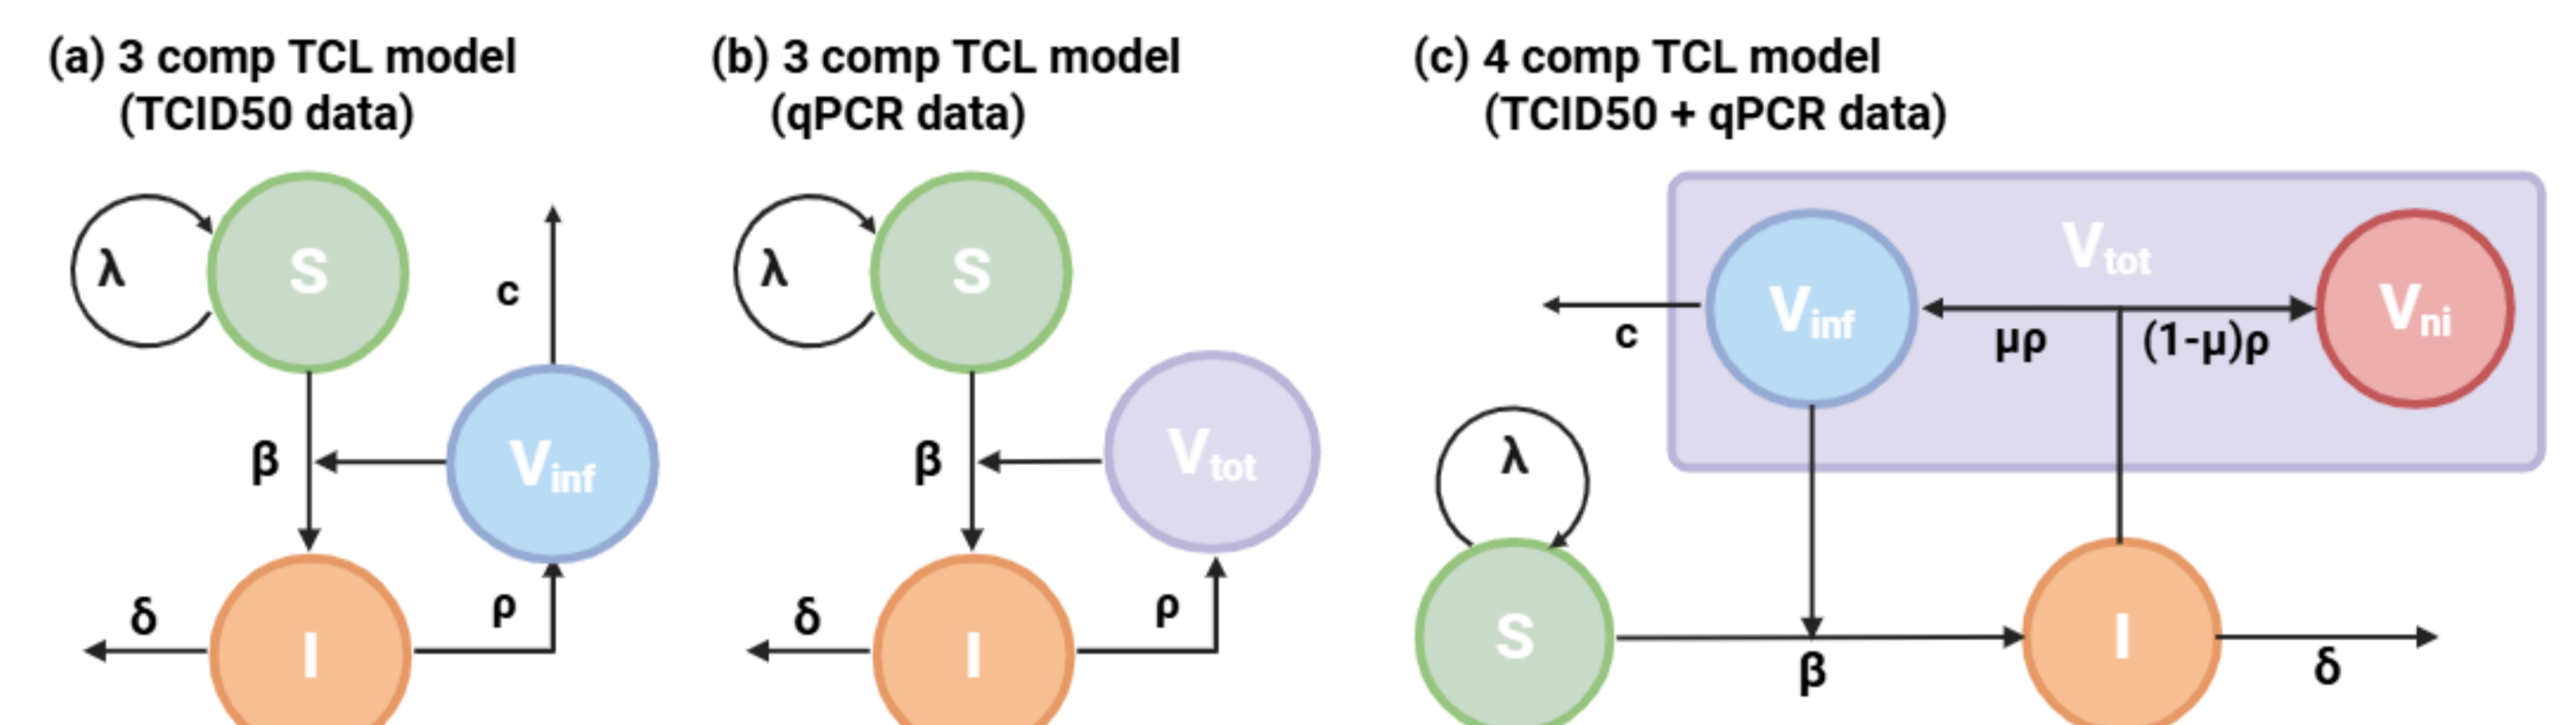 (a) 3 comp TCL model
(TCID50 data)
λ
S
c
β
Vinf
δ
I
ρ
(b) 3 comp TCL model
(qPCR data)
λ
S
β
Vtot
δ
I
ρ
(c) 4 comp TCL model
(TCID50 + qPCR data)
Vtot
c
Vinf
μρ
(1-μ)ρ
Vni
λ
S
β
I
δ